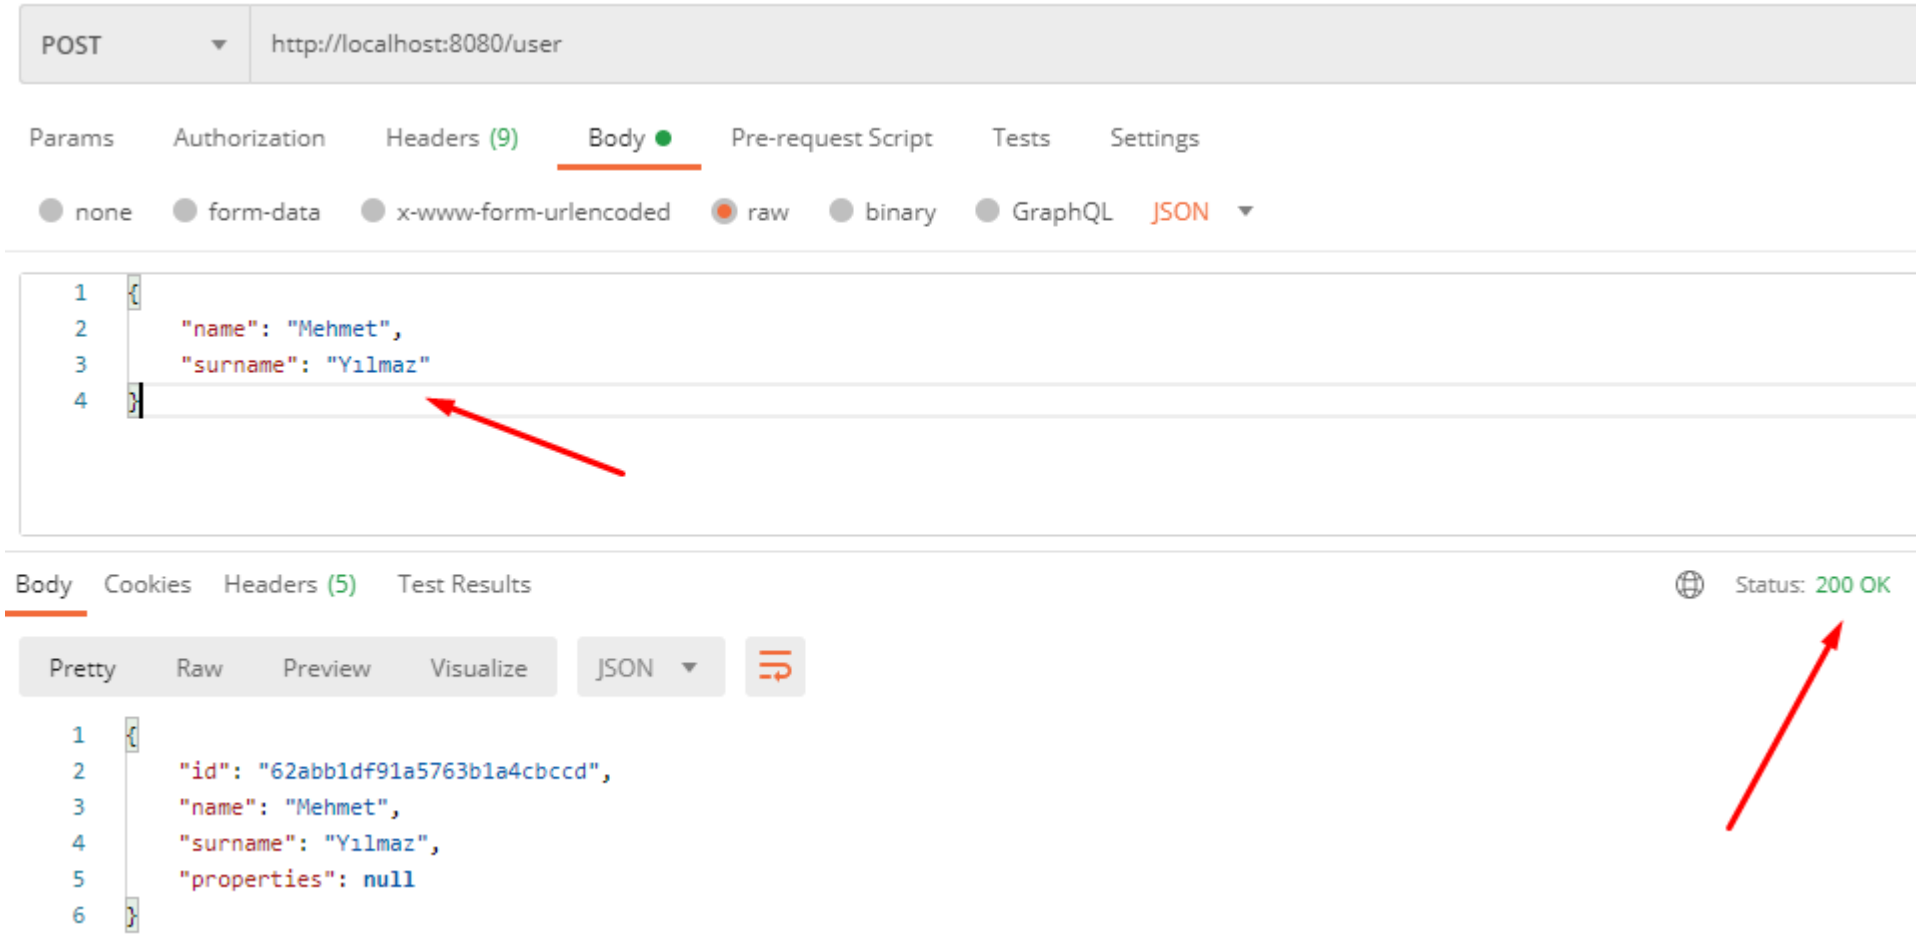 POST http://localhost:8080/user
Params Authorization Headers (9) Body Pre-request Script Tests Settings
none form-data x-www-form-urlencoded raw binary GraphQL JSON
1 {
2 "name": "Mehmet",
3 "surname": "Yılmaz"
4 }
Body Cookies Headers (5) Test Results Status: 200 OK
Pretty Raw Preview Visualize JSON
1 {
2 "id": "62abb1df91a5763b1a4cbccd",
3 "name": "Mehmet",
4 "surname": "Yılmaz",
5 "properties": null
6 }